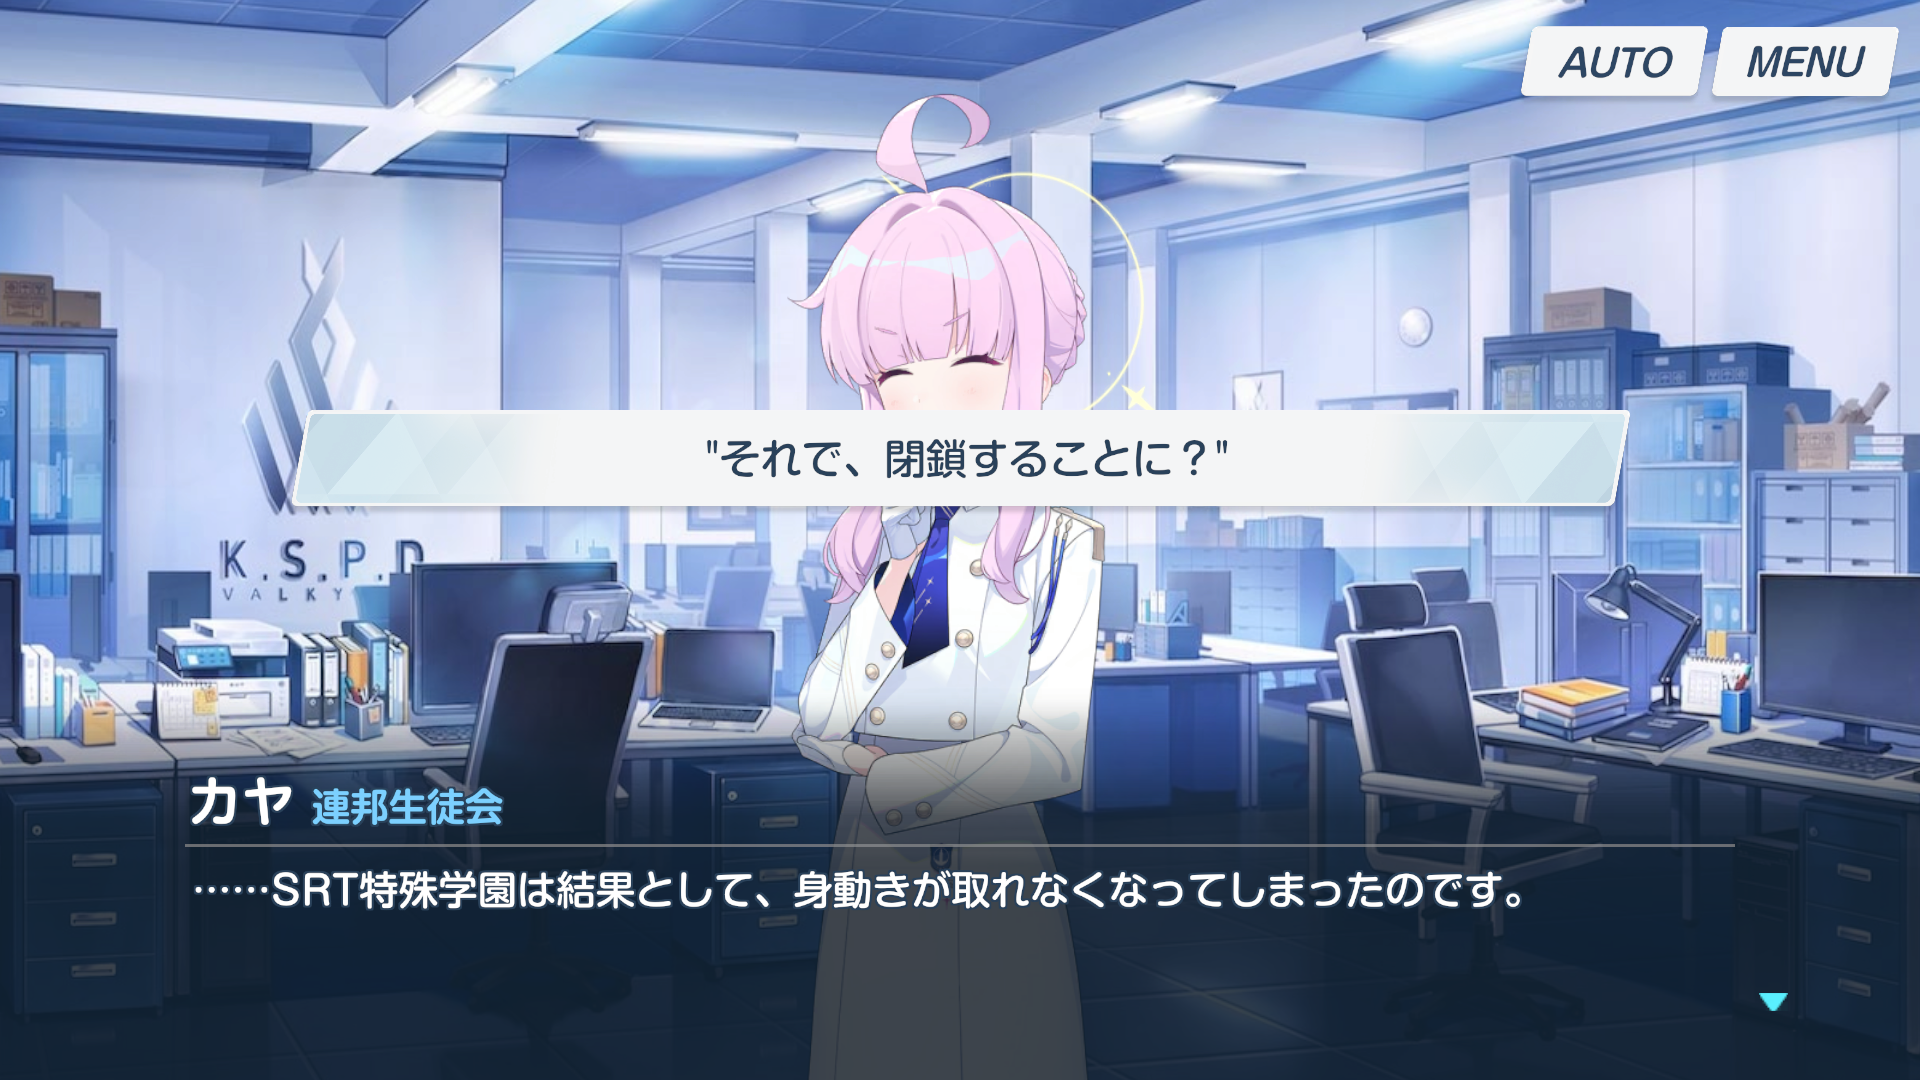 AUTO
MENU
"それで、閉鎖することに？"
K.S.P.D
VALKY
カヤ 連邦生徒会
……SRT特殊学園は結果として、身動きが取れなくなってしまったのです。